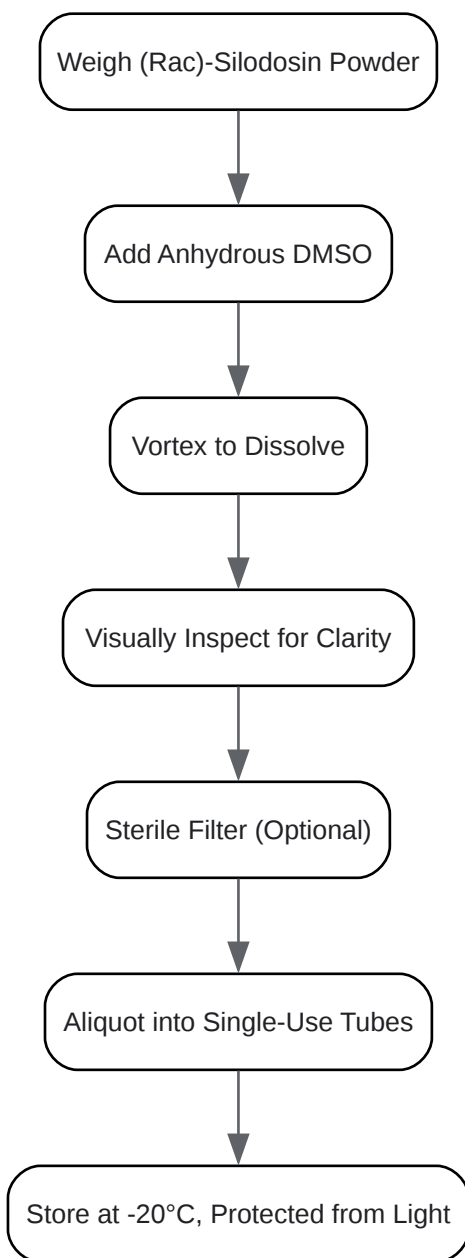 Weigh (Rac)-Silodosin Powder
Add Anhydrous DMSO
Vortex to Dissolve
Visually Inspect for Clarity
Sterile Filter (Optional)
Aliquot into Single-Use Tubes
Store at -20°C, Protected from Light